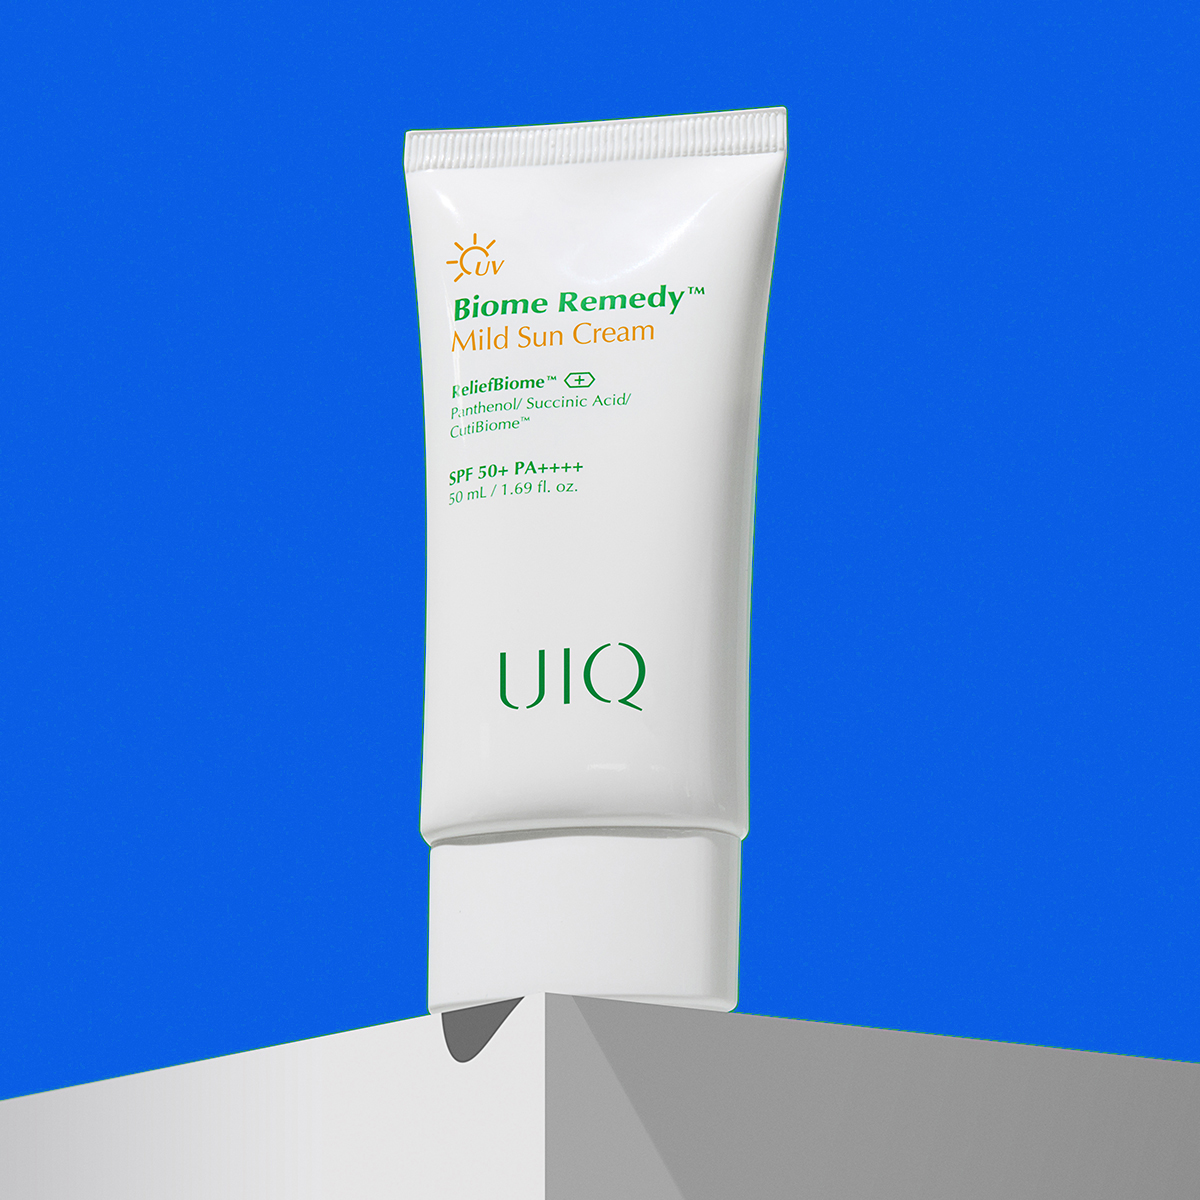 UV
Biome Remedy™
Mild Sun Cream
ReliefBiome™ +
Panthenol/ Succinic Acid/
CutiBiome™
SPF 50+ PA++++
50 mL / 1.69 fl. oz.
UIQ